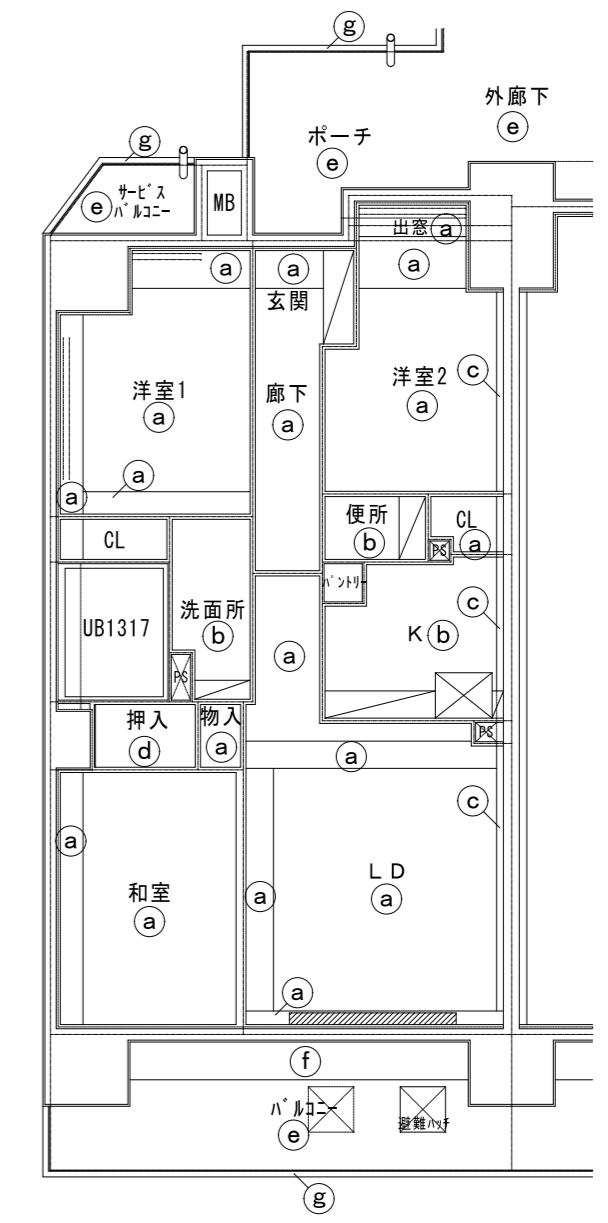 g
外廊下
e
g
ポーチ
e
サービス
バルコニー
e
MB
出窓
a
a
a
a
玄関
洋室1
a
廊下
a
洋室2
a
c
a
a
CL
便所
b
CL
a
PS
UB1317
洗面所
b
パントリー
K
b
c
a
PS
押入
d
物入
a
PS
a
c
a
和室
a
a
LD
a
a
f
バルコニー
e
避難ハッチ
g